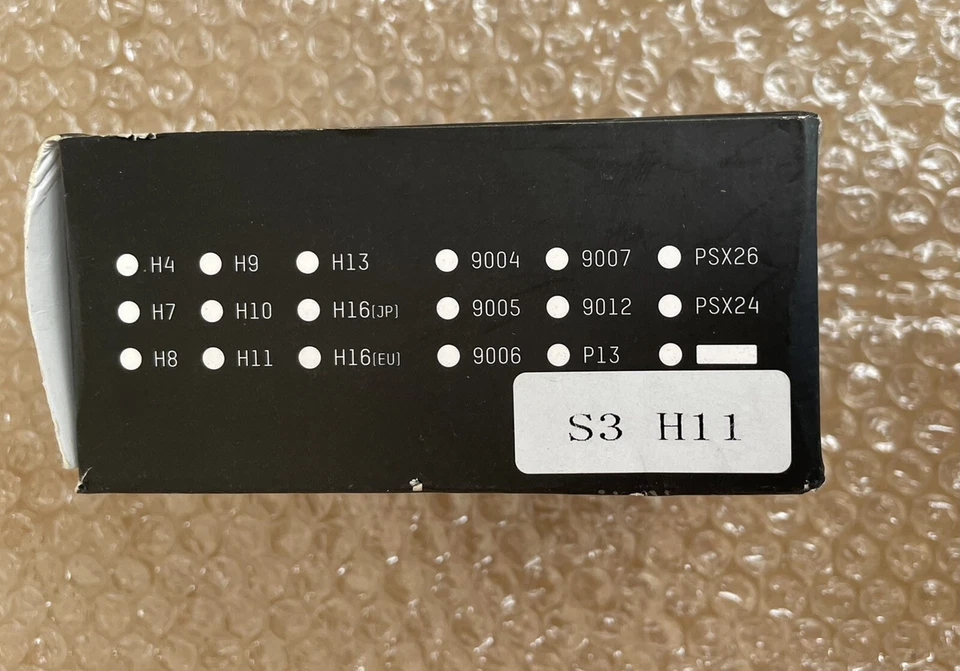 H4 H9 H13 9004 9007 PSX26
H7 H10 H16[JP] 9005 9012 PSX24
H8 H11 H16[EU] 9006 P13
S3 H11